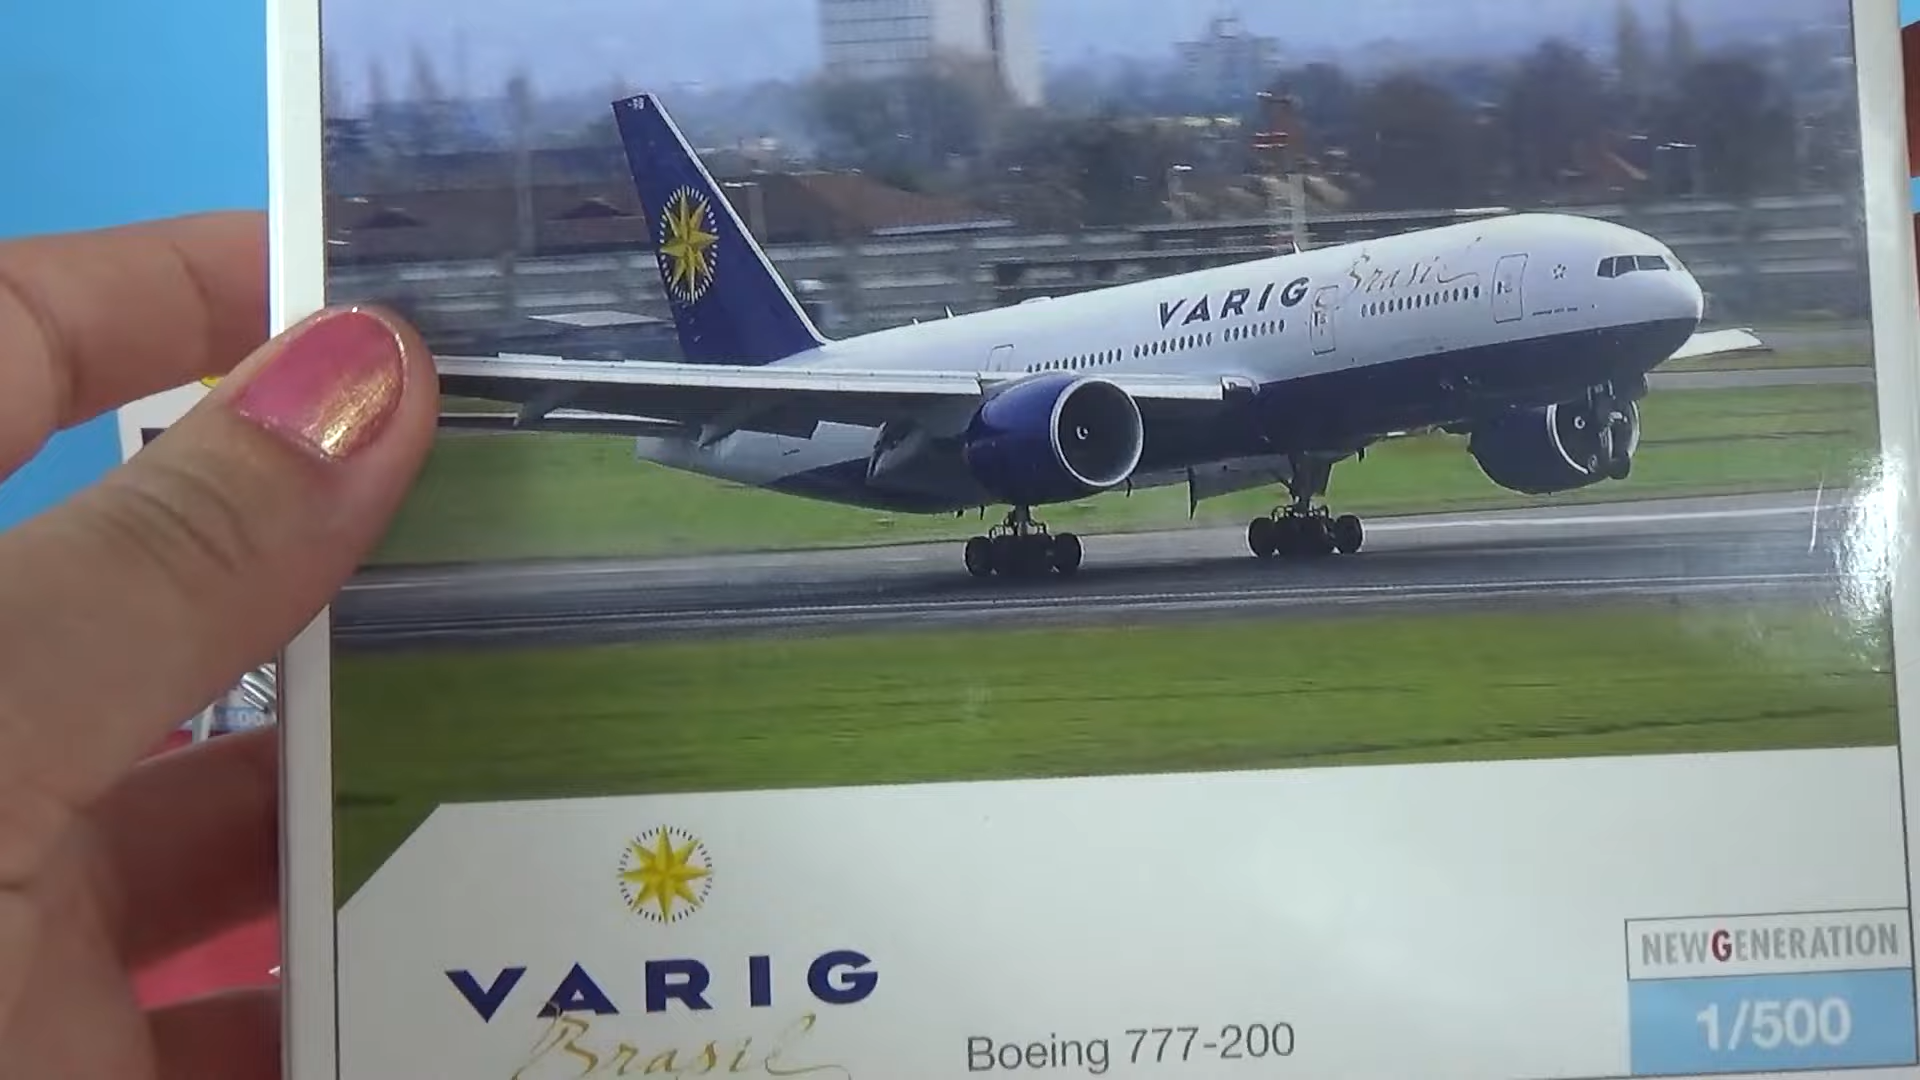 VARIG Brasil
NEWGENERATION
VARIG
Brasil
Boeing 777-200
1/500